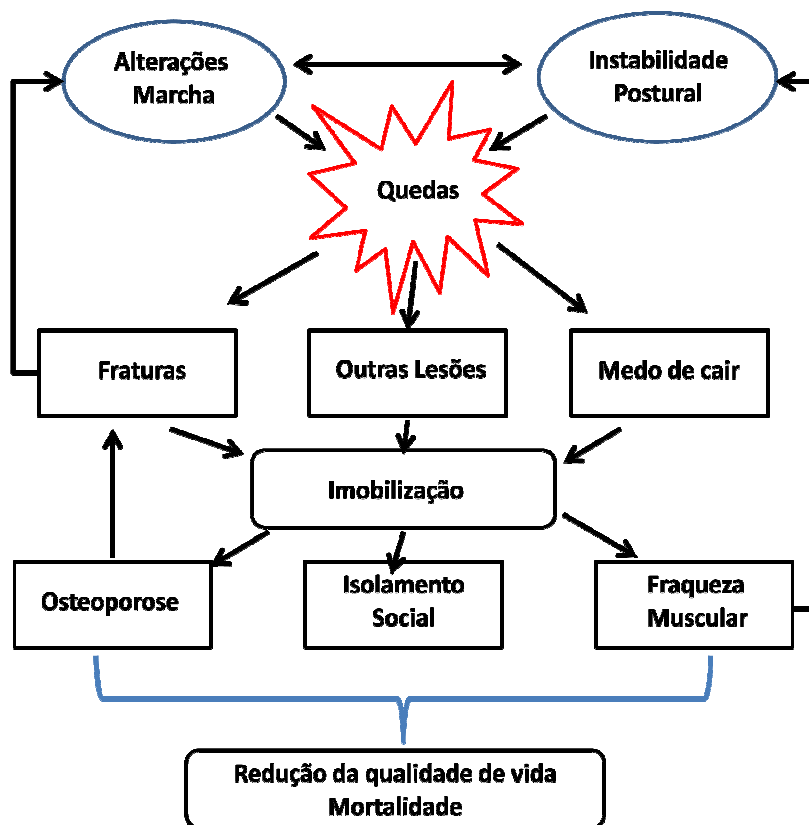 Alterações
Marcha
Instabilidade
Postural
Quedas
Fraturas
Outras Lesões
Medo de cair
Imobilização
Osteoporose
Isolamento
Social
Fraqueza
Muscular
Redução da qualidade de vida
Mortalidade